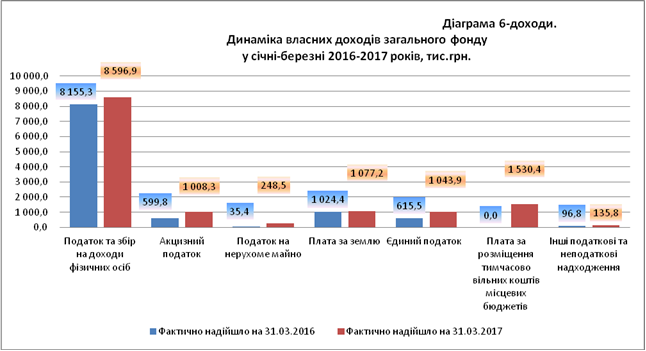 Діаграма 6-доходи.
Динаміка власних доходів загального фонду
у січні-березні 2016-2017 років, тис.грн.
10 000,0
9 000,0
8 000,0
7 000,0
6 000,0
5 000,0
4 000,0
3 000,0
2 000,0
1 000,0
0,0
8 155,3
8 596,9
599,8
1 008,3
35,4
248,5
1 024,4
1 077,2
615,5
1 043,9
0,0
1 530,4
96,8
135,8
Податок та збір
на доходи
фізичних осіб
Акцизний
податок
Податок на
нерухоме майно
Плата за землю
Єдиний податок
Плата за
розміщення
тимчасово
вільних коштів
місцевих
бюджетів
Інші податкові та
неподаткові
надходження
Фактично надійшло на 31.03.2016
Фактично надійшло на 31.03.2017